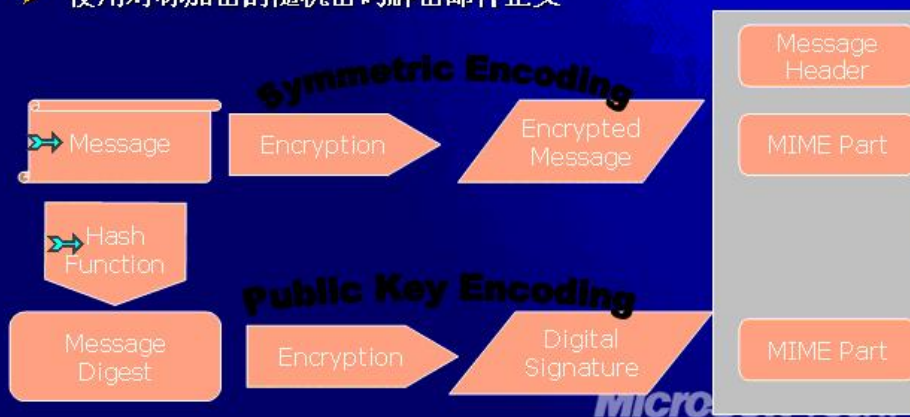 Symmetric Encoding
Message
Encryption
Encrypted
Message
Message
Header
MIME Part
Hash
Function
Public Key Encoding
Message
Digest
Encryption
Digital
Signature
MIME Part